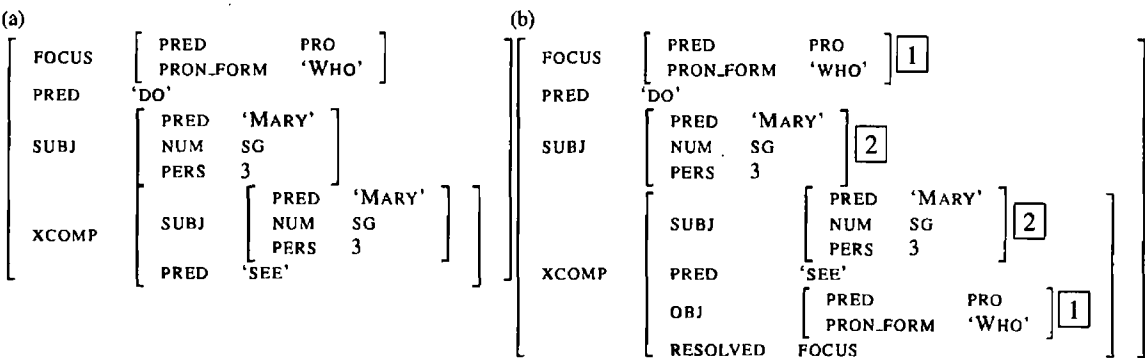 (a)
FOCUS PRED PRO
PRON_FORM 'WHO'
PRED 'DO'
SUBJ PRED 'MARY'
NUM SG
PERS 3
XCOMP SUBJ PRED 'MARY'
NUM SG
PERS 3
PRED 'SEE'
(b)
FOCUS PRED PRO
PRON_FORM 'WHO' 1
PRED 'DO'
SUBJ PRED 'MARY'
NUM SG 2
PERS 3
XCOMP SUBJ PRED 'MARY'
NUM SG 2
PERS 3
PRED 'SEE'
OBJ PRED PRO
PRON_FORM 'WHO' 1
RESOLVED FOCUS